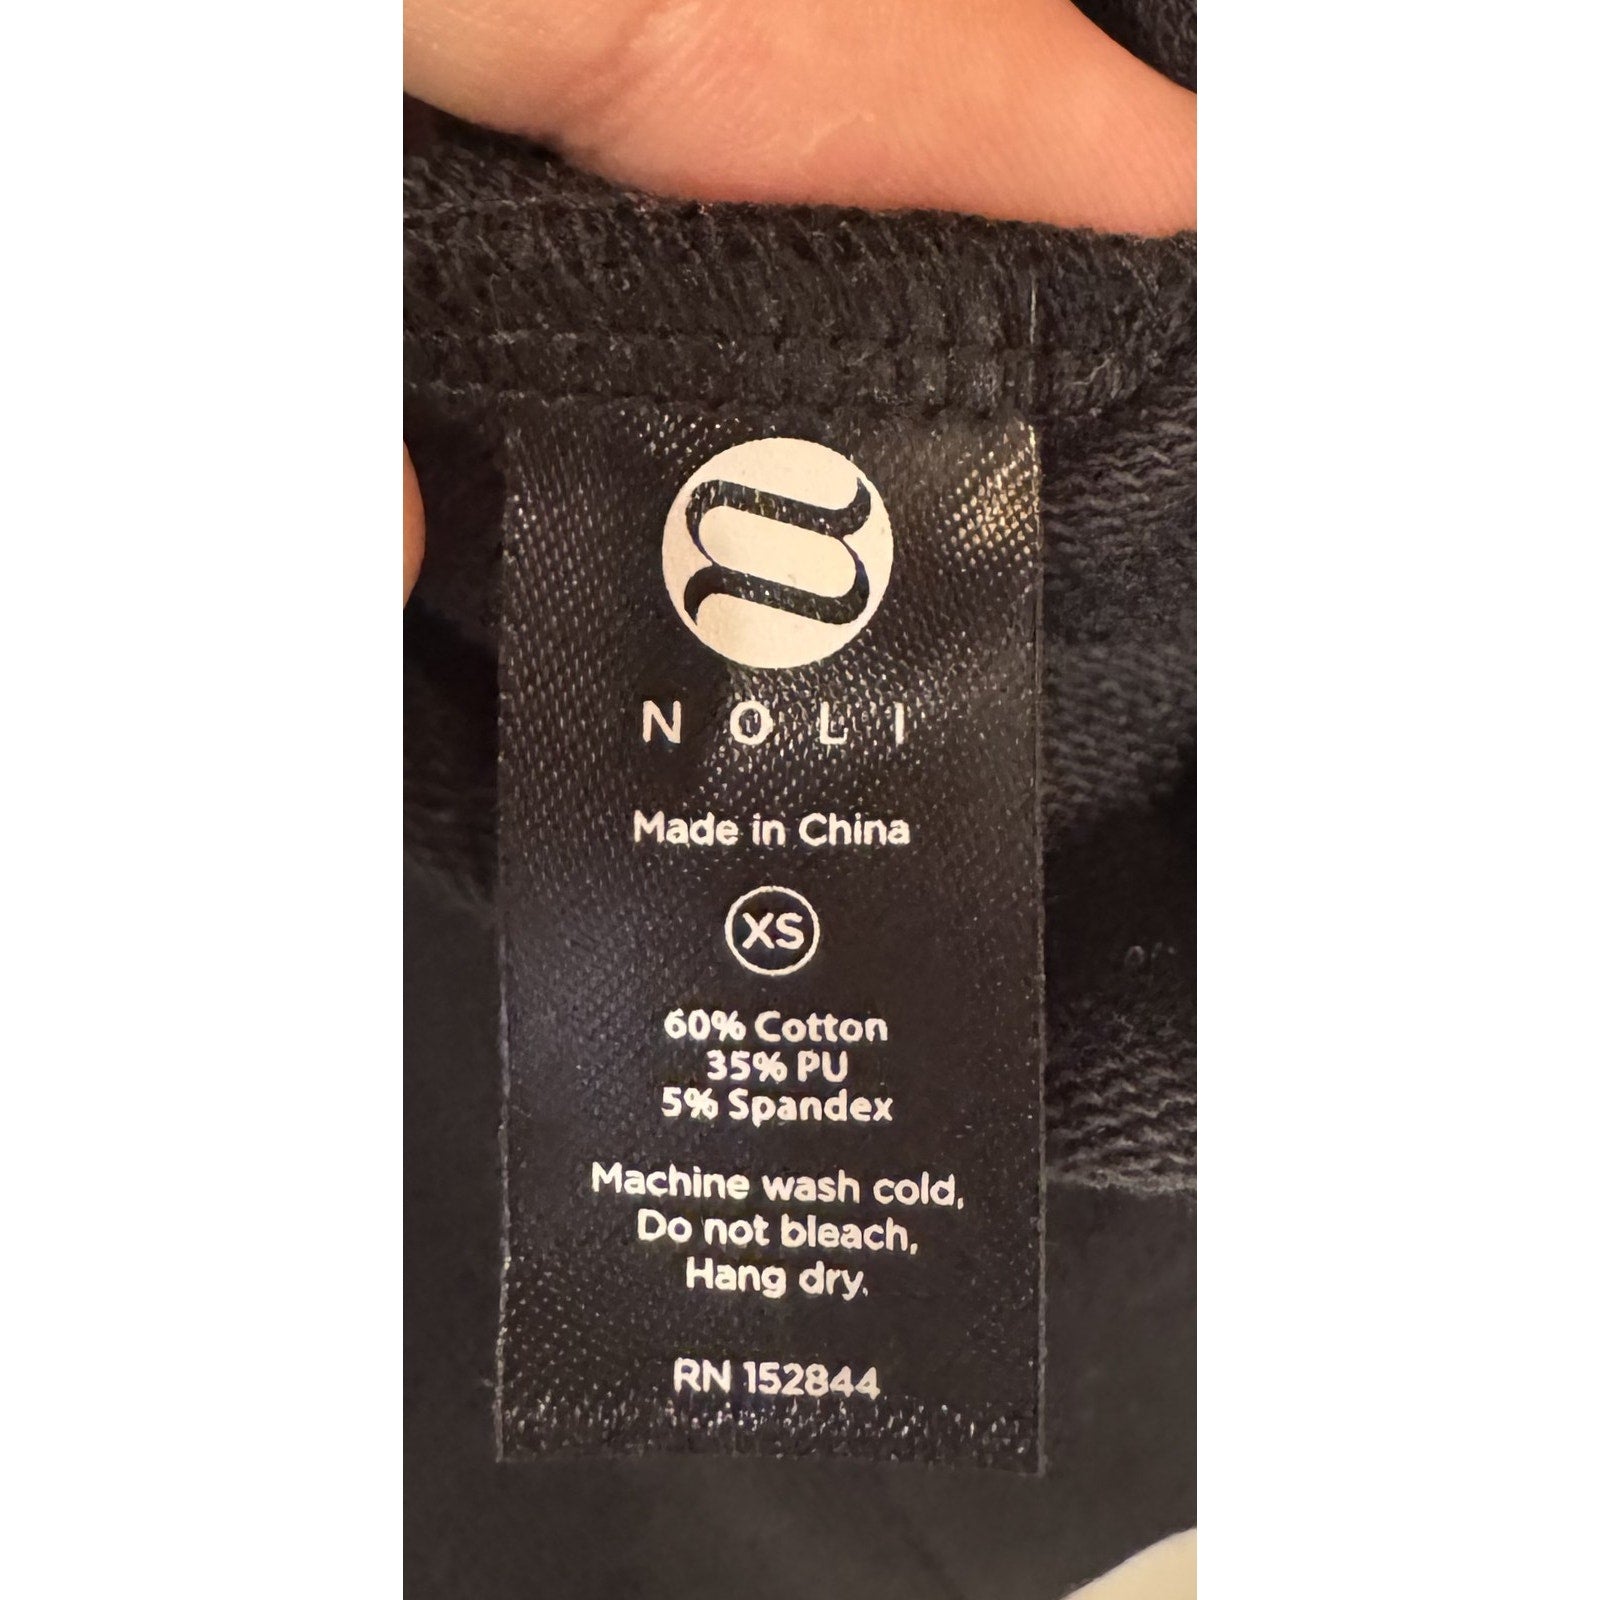 NOLI
Made in China
XS
60% Cotton
35% PU
5% Spandex
Machine wash cold,
Do not bleach,
Hang dry.
RN 152844